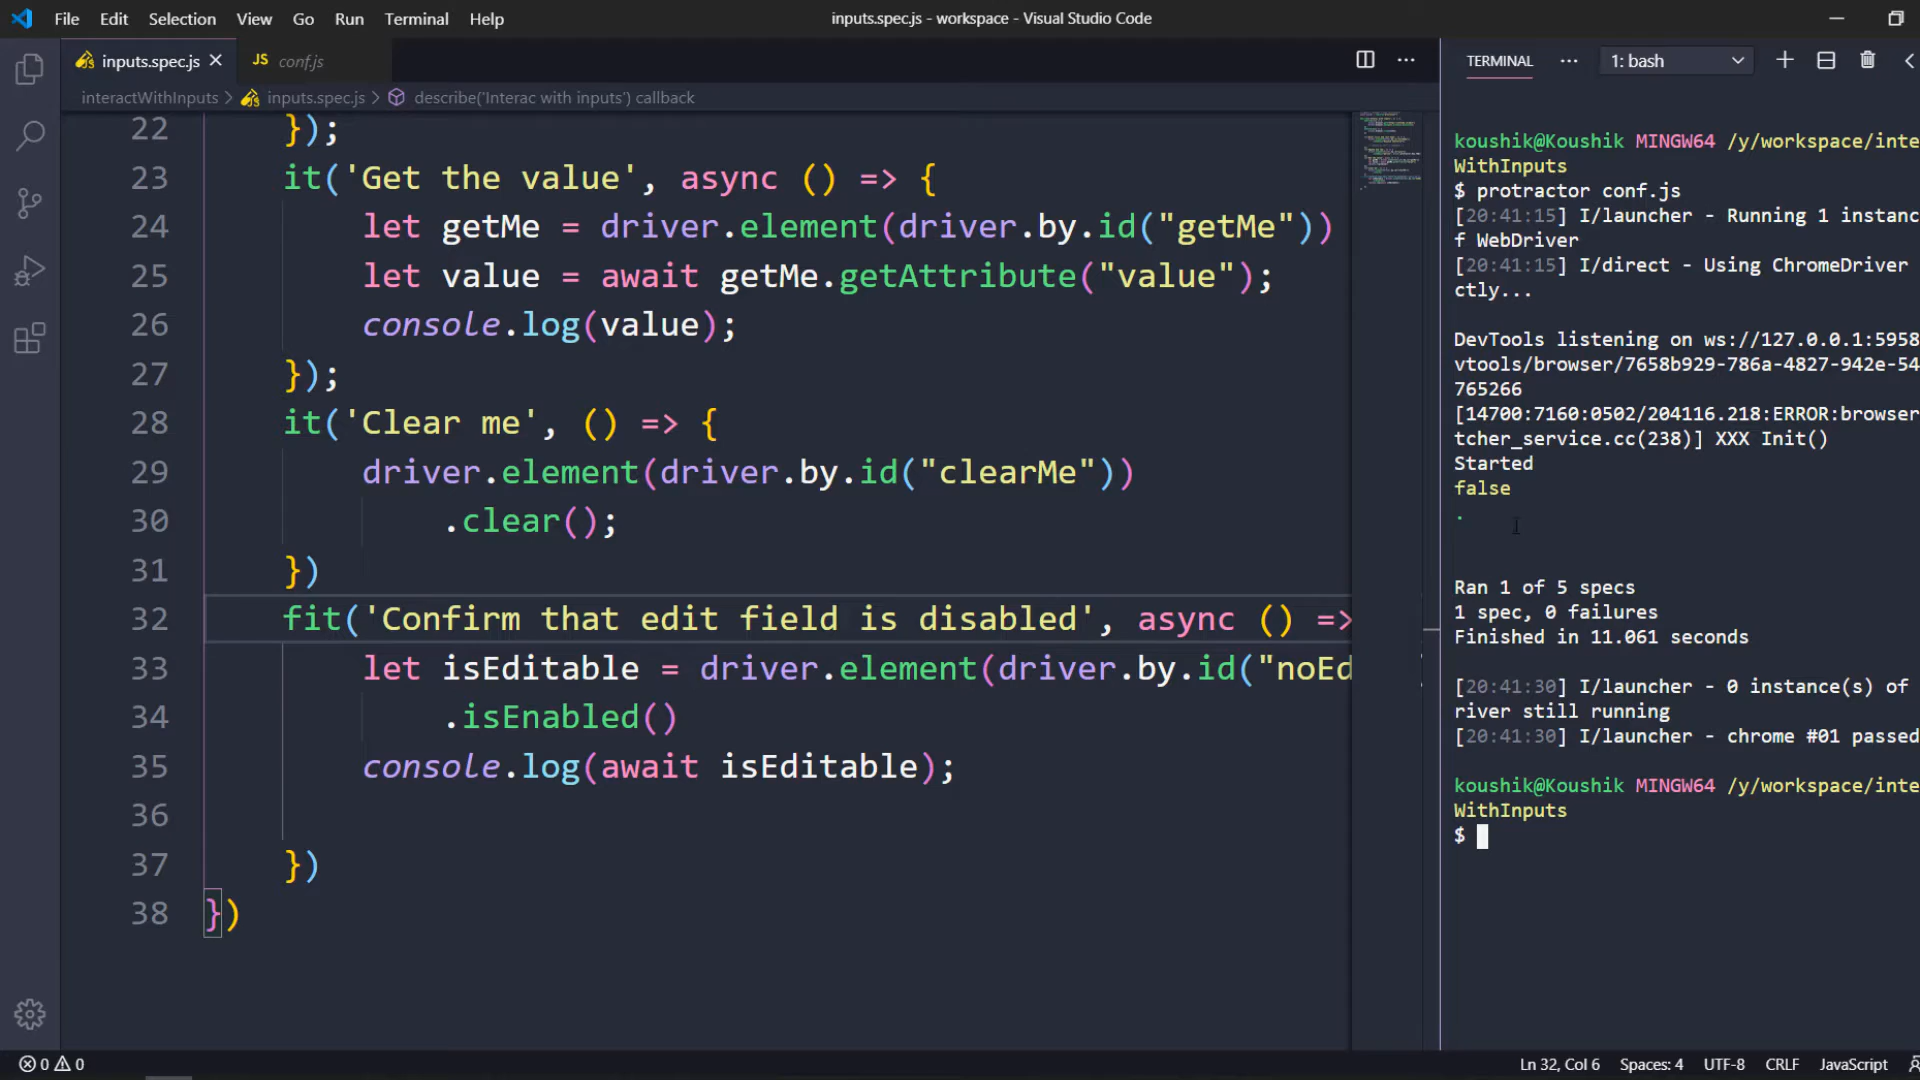 File Edit Selection View Go Run Terminal Help
inputs.spec.js - workspace - Visual Studio Code
inputs.spec.js
JS conf.js
interactWithInputs > inputs.spec.js > describe('Interac with inputs') callback
22 });
23 it('Get the value', async () => {
24 let getMe = driver.element(driver.by.id("getMe"))
25 let value = await getMe.getAttribute("value");
26 console.log(value);
27 });
28 it('Clear me', () => {
29 driver.element(driver.by.id("clearMe"))
30 .clear();
31 })
32 fit('Confirm that edit field is disabled', async () =>
33 let isEditable = driver.element(driver.by.id("noEd
34 .isEnabled()
35 console.log(await isEditable);
36
37 })
38 })
TERMINAL
1: bash
koushik@Koushik MINGW64 /y/workspace/inte
WithInputs
$ protractor conf.js
[20:41:15] I/launcher - Running 1 instanc
f WebDriver
[20:41:15] I/direct - Using ChromeDriver
ctly...
DevTools listening on ws://127.0.0.1:5958
vtools/browser/7658b929-786a-4827-942e-54
765266
[14700:7160:0502/204116.218:ERROR:browser
tcher_service.cc(238)] XXX Init()
Started
false
.
Ran 1 of 5 specs
1 spec, 0 failures
Finished in 11.061 seconds
[20:41:30] I/launcher - 0 instance(s) of
river still running
[20:41:30] I/launcher - chrome #01 passed
koushik@Koushik MINGW64 /y/workspace/inte
WithInputs
$
0 0
Ln 32, Col 6 Spaces: 4 UTF-8 CRLF JavaScript